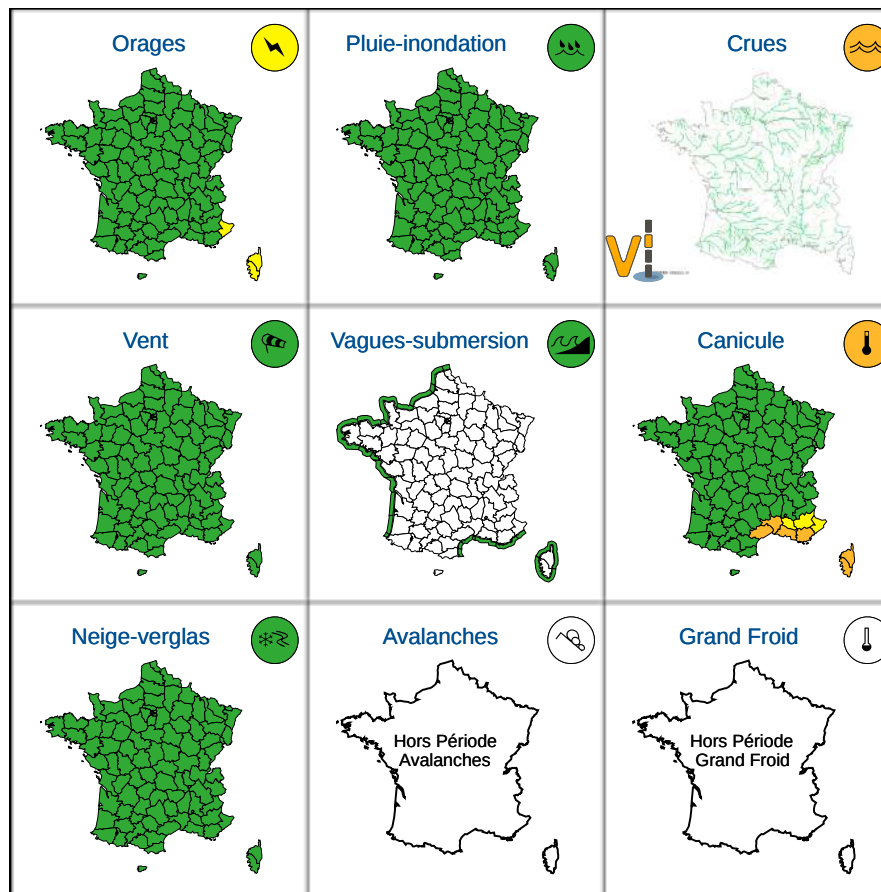 Orages
Pluie-inondation
Crues
Vi
Vent
Vagues-submersion
Canicule
Neige-verglas
Avalanches
Grand Froid
Hors Période
Avalanches
Hors Période
Grand Froid